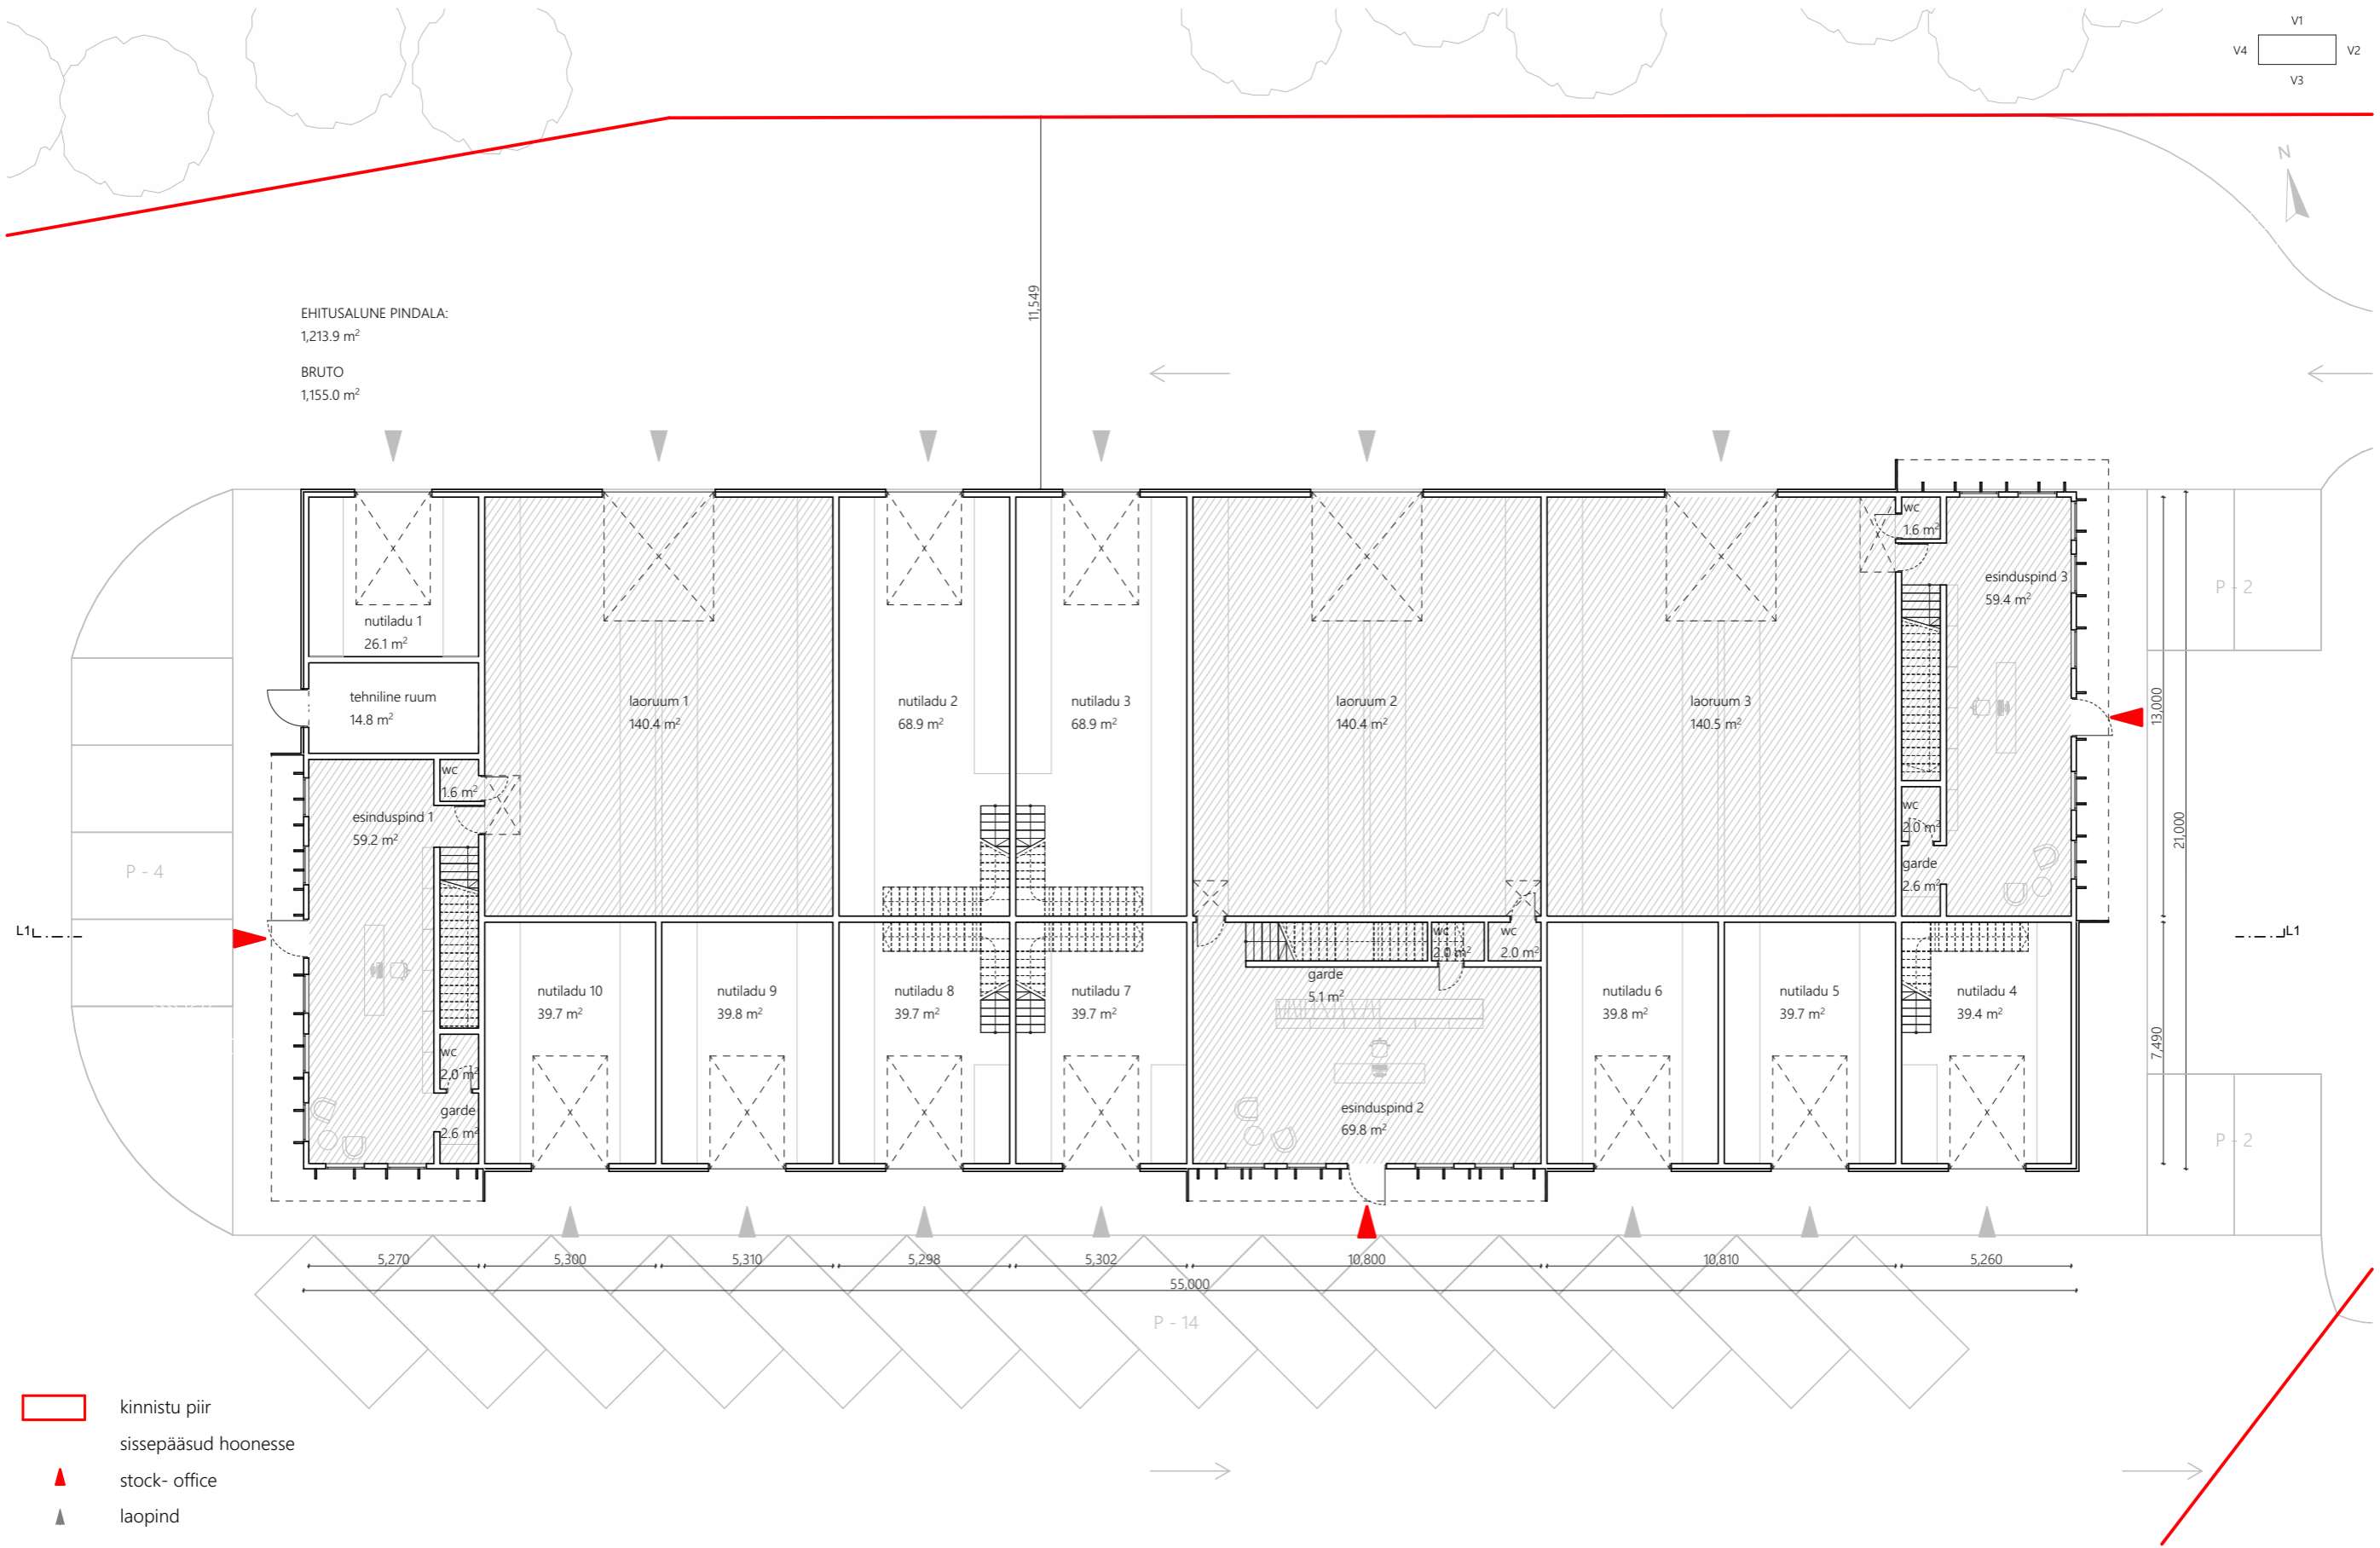 V1
V4
V2
V3
N
11,549
EHITUSALUNE PINDALA:
1,213.9 m²
BRUTO
1,155.0 m²
nutiladu 1
26.1 m²
tehniline ruum
14.8 m²
laoruum 1
140.4 m²
nutiladu 2
68.9 m²
nutiladu 3
68.9 m²
laoruum 2
140.4 m²
laoruum 3
140.5 m²
wc
1.6 m²
esinduspind 3
59.4 m²
P - 2
13,000
21,000
wc
1.6 m²
esinduspind 1
59.2 m²
wc
2.0 m²
garde
2.6 m²
P - 4
L1
L1
wc
2.0 m²
wc
2.0 m²
garde
5.1 m²
nutiladu 10
39.7 m²
nutiladu 9
39.8 m²
nutiladu 8
39.7 m²
nutiladu 7
39.7 m²
nutiladu 6
39.8 m²
nutiladu 5
39.7 m²
nutiladu 4
39.4 m²
7,490
wc
2.0 m²
garde
2.6 m²
esinduspind 2
69.8 m²
P - 2
5,270
5,300
5,310
5,298
5,302
10,800
10,810
5,260
55,000
P - 14
kinnistu piir
sissepääsud hoonesse
stock- office
laopind